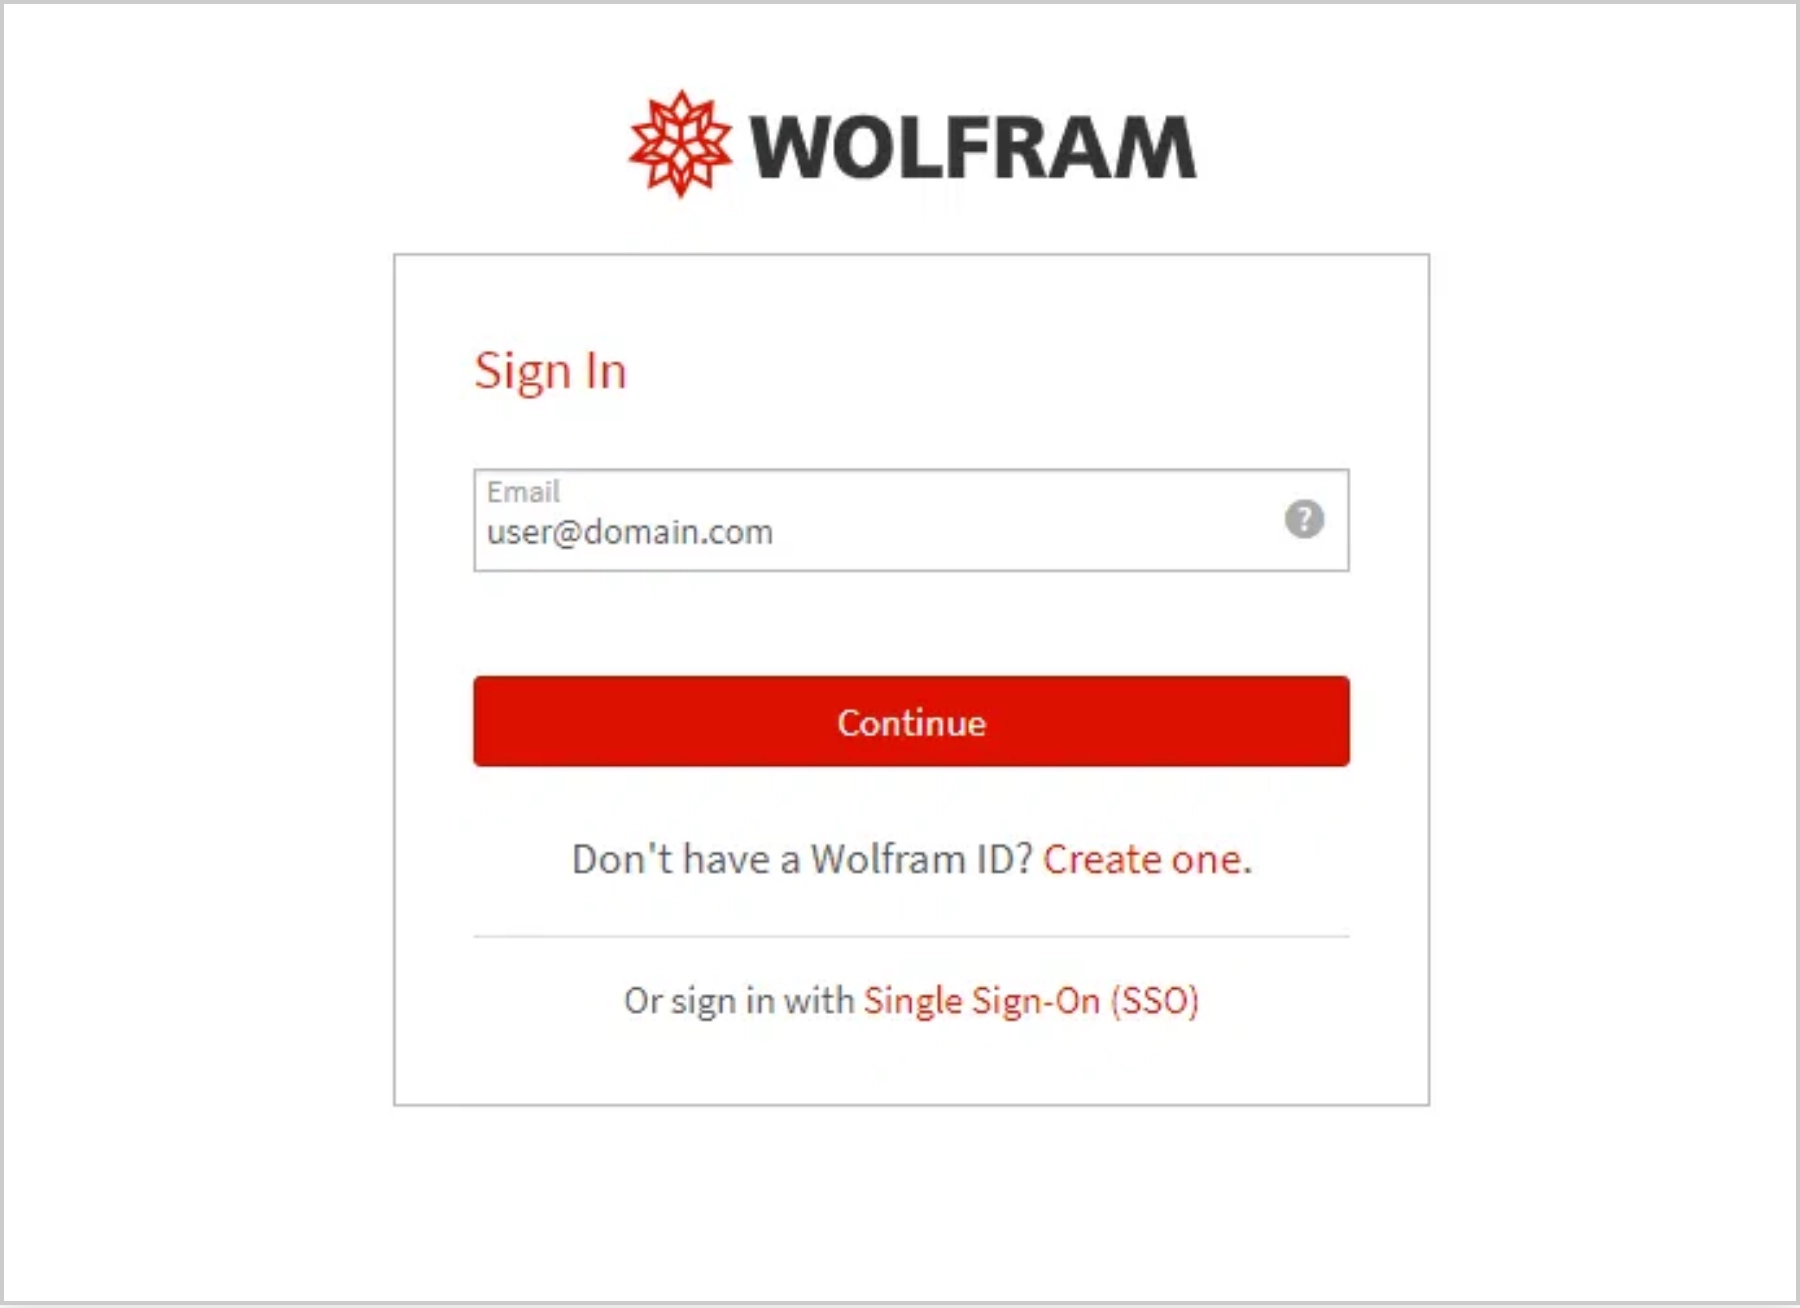 WOLFRAM
Sign In
Email
user@domain.com
?
Continue
Don't have a Wolfram ID? Create one.
Or sign in with Single Sign-On (SSO)